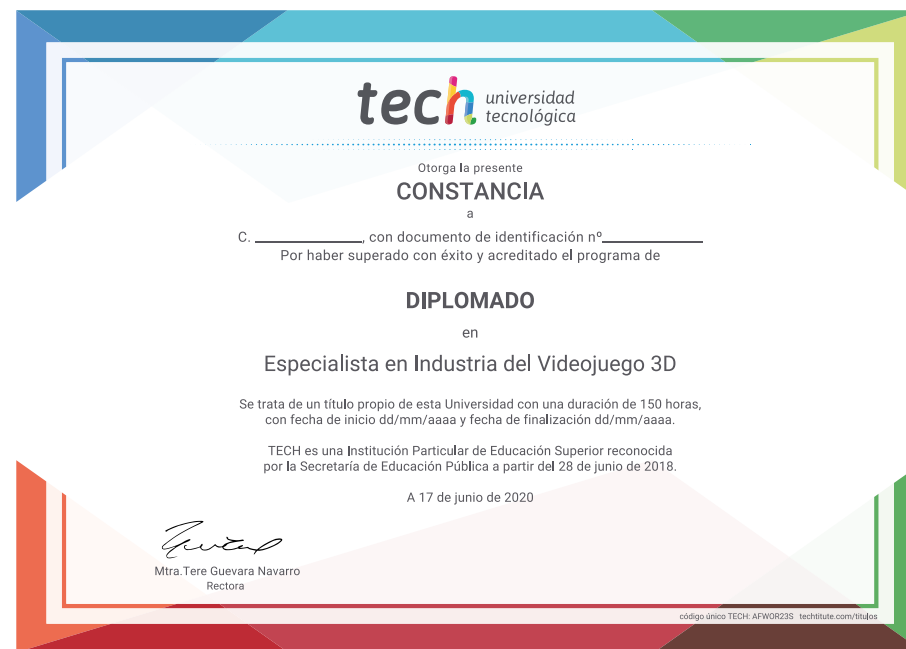 tech universidad
tecnológica
Otorga la presente
CONSTANCIA
a
C. ____________, con documento de identificación nº____________
Por haber superado con éxito y acreditado el programa de
DIPLOMADO
en
Especialista en Industria del Videojuego 3D
Se trata de un título propio de esta Universidad con una duración de 150 horas,
con fecha de inicio dd/mm/aaaa y fecha de finalización dd/mm/aaaa.
TECH es una Institución Particular de Educación Superior reconocida
por la Secretaría de Educación Pública a partir del 28 de junio de 2018.
A 17 de junio de 2020
Mtra.Tere Guevara Navarro
Rectora
código único TECH: AFWOR23S techtitute.com/titulos